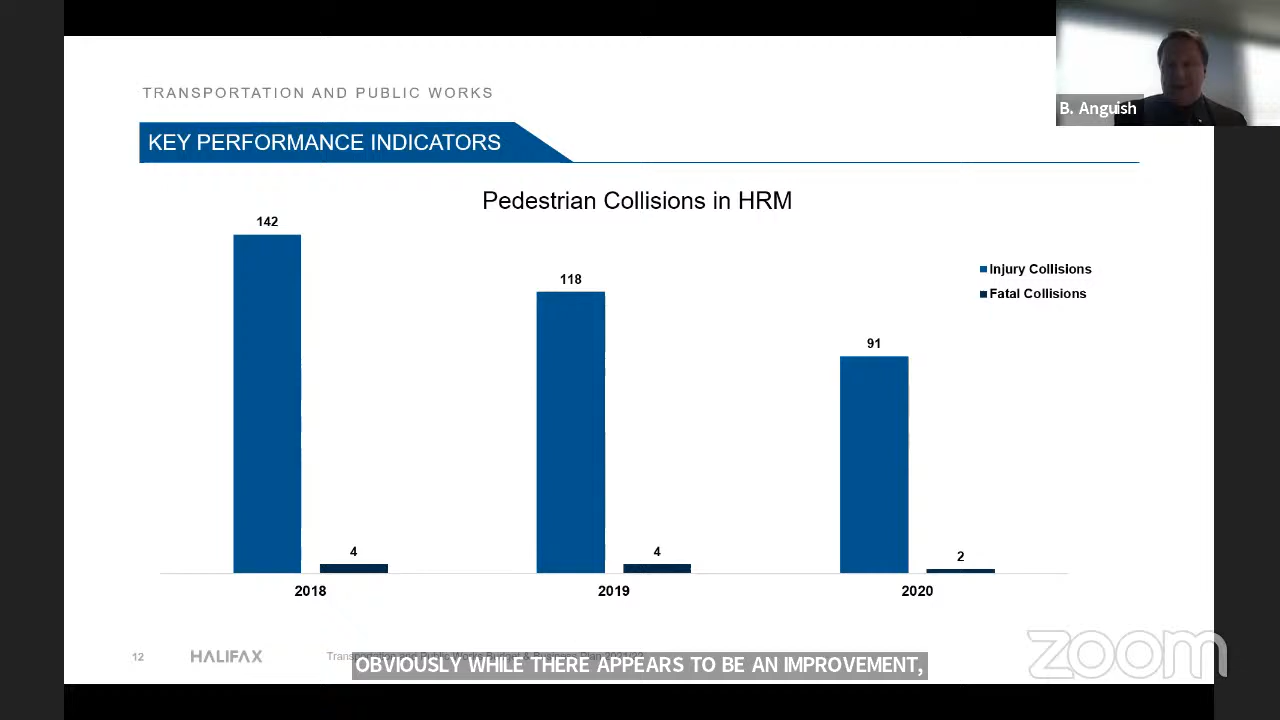 TRANSPORTATION AND PUBLIC WORKS
B. Anguish
KEY PERFORMANCE INDICATORS
Pedestrian Collisions in HRM
142
118
91
Injury Collisions
Fatal Collisions
4
4
2
2018
2019
2020
12
HALIFAX
OBVIOUSLY WHILE THERE APPEARS TO BE AN IMPROVEMENT,
zoom